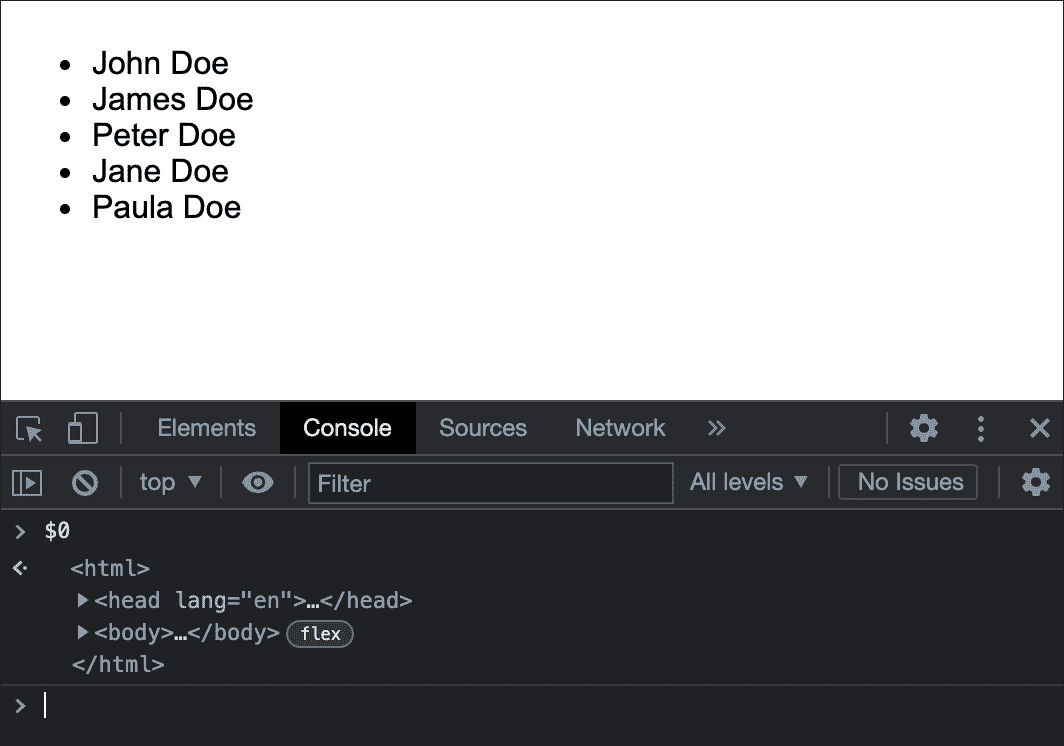 • John Doe
• James Doe
• Peter Doe
• Jane Doe
• Paula Doe
Elements Console Sources Network »
top ▼ Filter All levels ▼ No Issues
> $0
<html>
▶<head lang="en">…</head>
▶<body>…</body> flex
</html>
>